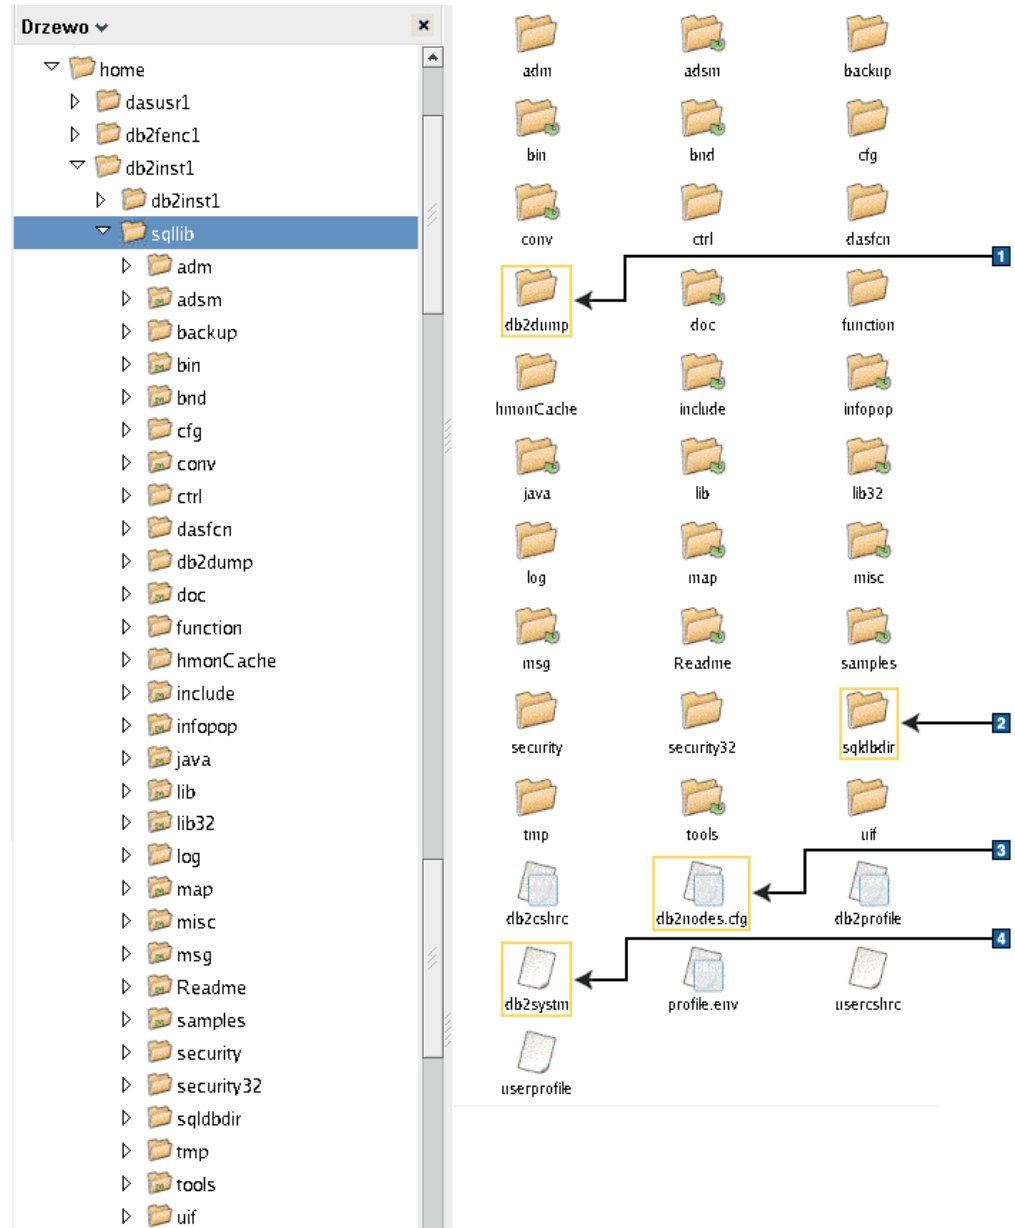 Drzewo
home
dasusr1
db2fenc1
db2inst1
db2inst1
sqllib
adm
adsm
backup
bin
bnd
cfg
conv
ctrl
dasfcn
db2dump
doc
function
hmonCache
include
infopop
java
lib
lib32
log
map
misc
msg
Readme
samples
security
security32
sqldbdir
tmp
tools
uif
adm adsm backup
bin bnd cfg
conv ctrl dasfcn
1
db2dump doc function
hmonCache include infopop
java lib lib32
log map misc
msg Readme samples
2
security security32 sqldbdir
tmp tools uif
3
db2cshrc db2nodes.cfg db2profile
4
db2systm profile.env usercshrc
userprofile